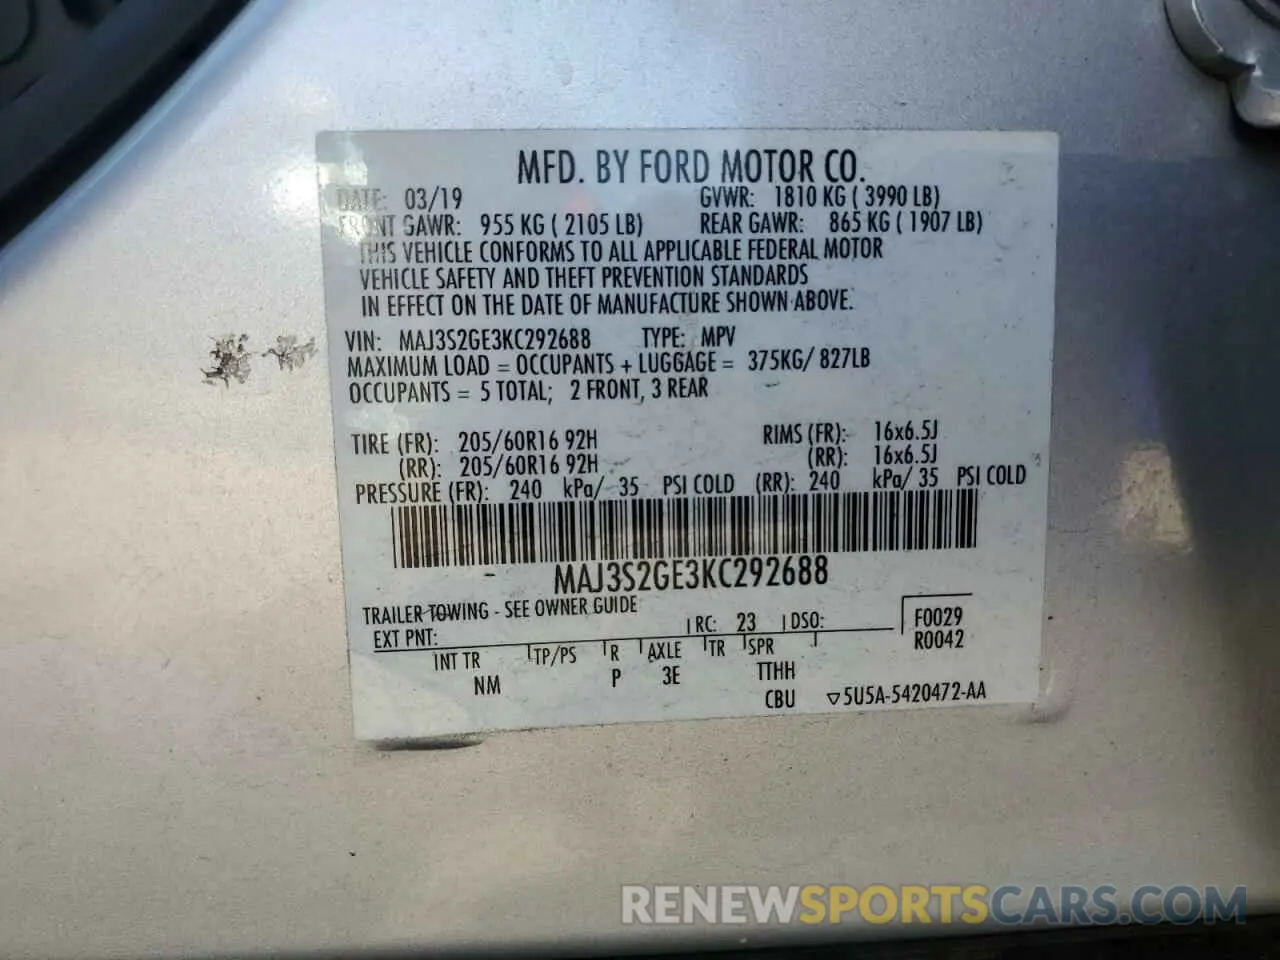 MFD. BY FORD MOTOR CO.
DATE: 03/19 GVWR: 1810 KG ( 3990 LB)
FRONT GAWR: 955 KG ( 2105 LB) REAR GAWR: 865 KG ( 1907 LB)
THIS VEHICLE CONFORMS TO ALL APPLICABLE FEDERAL MOTOR
VEHICLE SAFETY AND THEFT PREVENTION STANDARDS
IN EFFECT ON THE DATE OF MANUFACTURE SHOWN ABOVE.
VIN: MAJ3S2GE3KC292688 TYPE: MPV
MAXIMUM LOAD = OCCUPANTS + LUGGAGE = 375KG/ 827LB
OCCUPANTS = 5 TOTAL; 2 FRONT, 3 REAR
TIRE (FR): 205/60R16 92H RIMS (FR): 16x6.5J
(RR): 205/60R16 92H (RR): 16x6.5J
PRESSURE (FR): 240 kPa/ 35 PSI COLD (RR): 240 kPa/ 35 PSI COLD
MAJ3S2GE3KC292688
TRAILER TOWING - SEE OWNER GUIDE
EXT PNT: RC: 23 DSO: F0029
R0042
INT TR TP/PS R AXLE TR SPR
NM P 3E TTHH
CBU ▽5U5A-5420472-AA
RENEWSPORTSCARS.COM